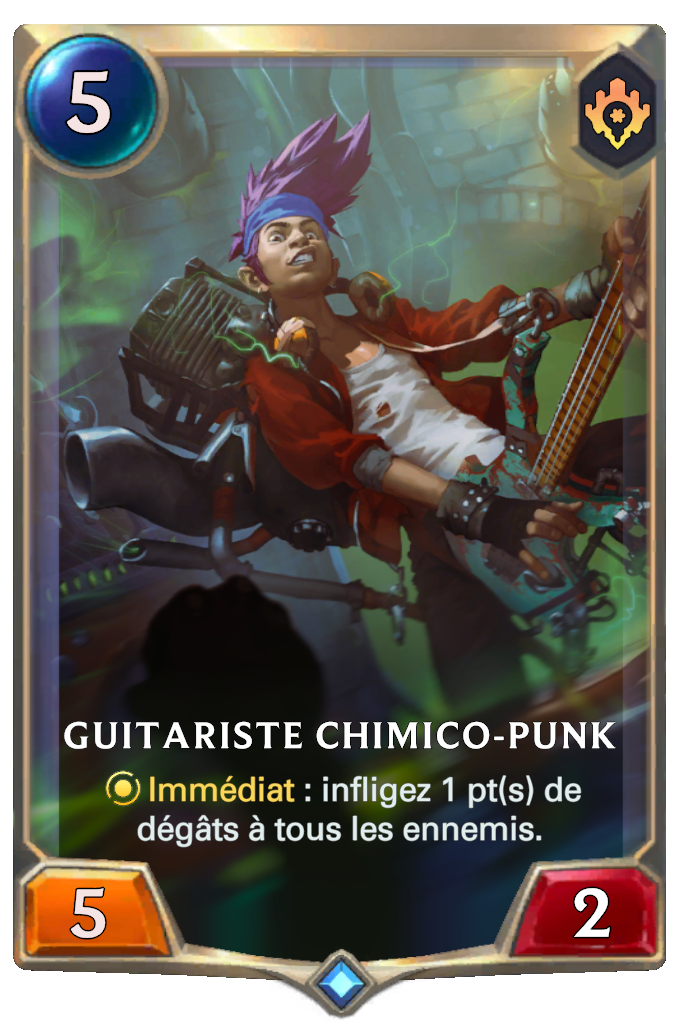 5
GUITARISTE CHIMICO-PUNK
Immédiat : infligez 1 pt(s) de
dégâts à tous les ennemis.
5
2